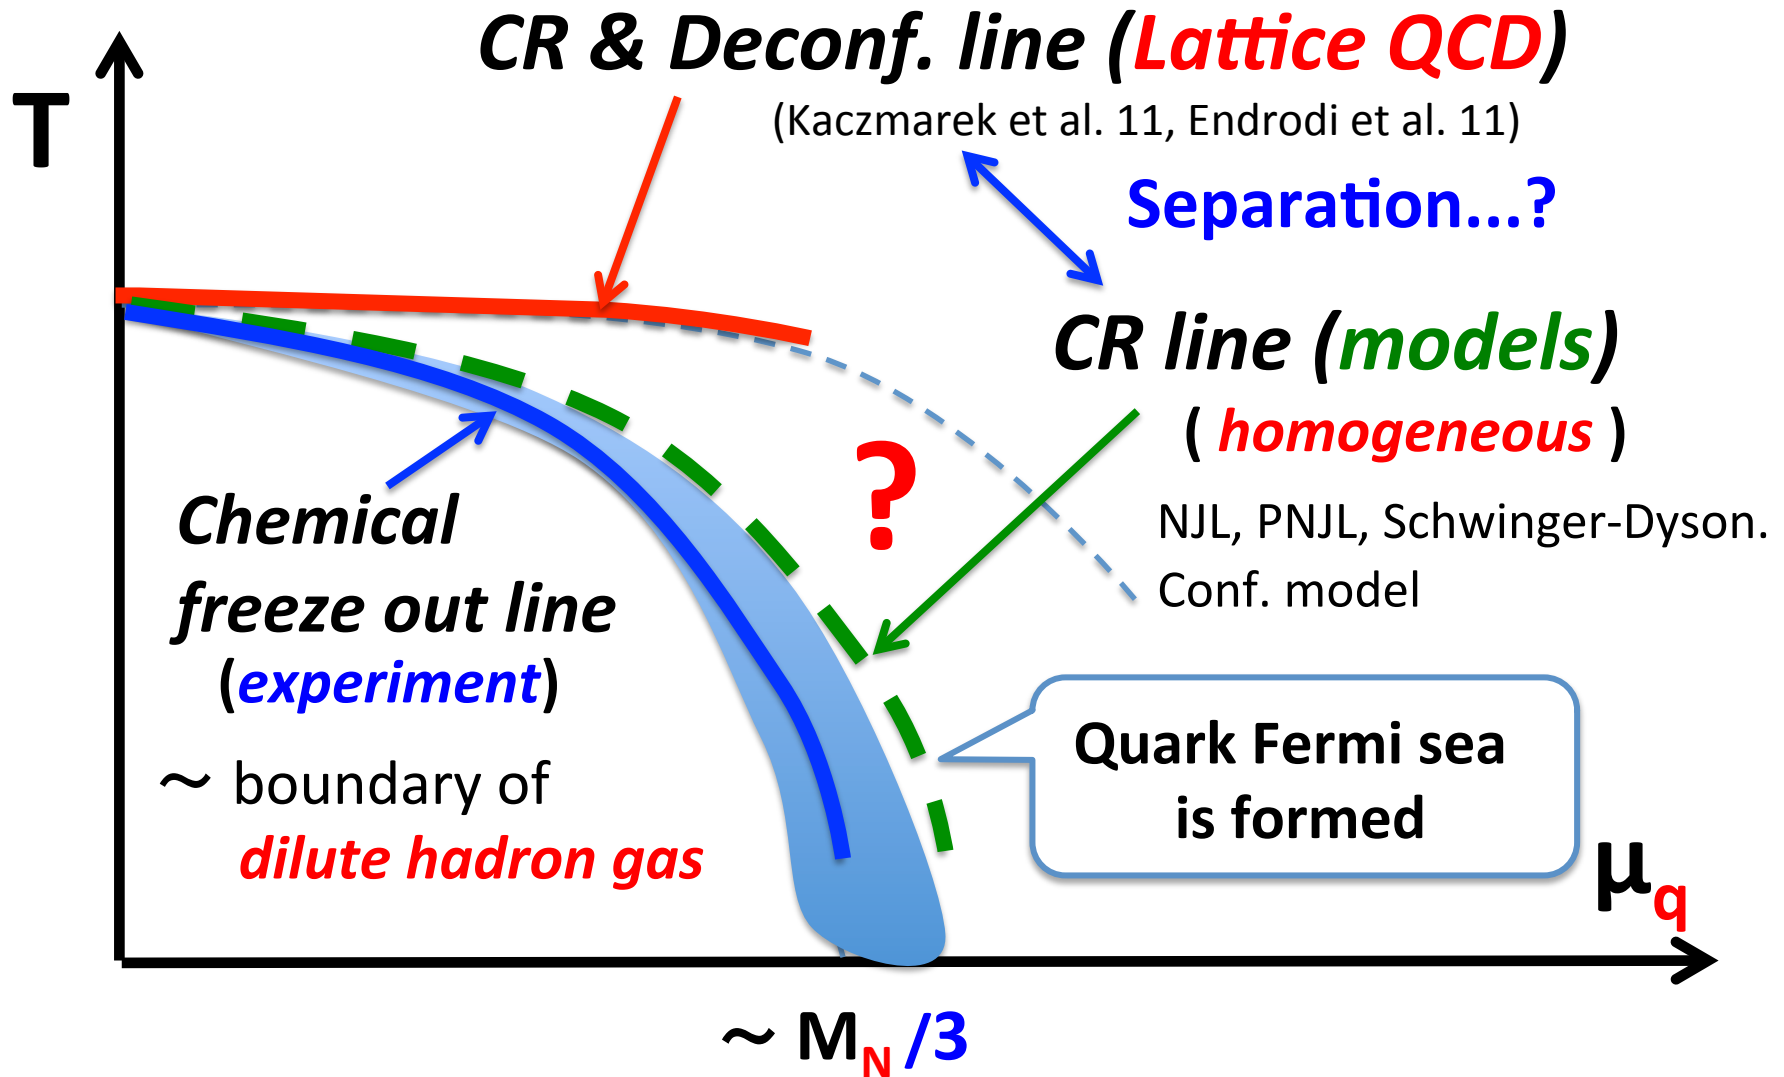 CR & Deconf. line (Lattice QCD)
T
(Kaczmarek et al. 11, Endrodi et al. 11)
Separation...?
CR line (models)
( homogeneous )
?
NJL, PNJL, Schwinger-Dyson.
Conf. model
Chemical
freeze out line
(experiment)
~ boundary of
dilute hadron gas
Quark Fermi sea
is formed
μq
~ MN /3